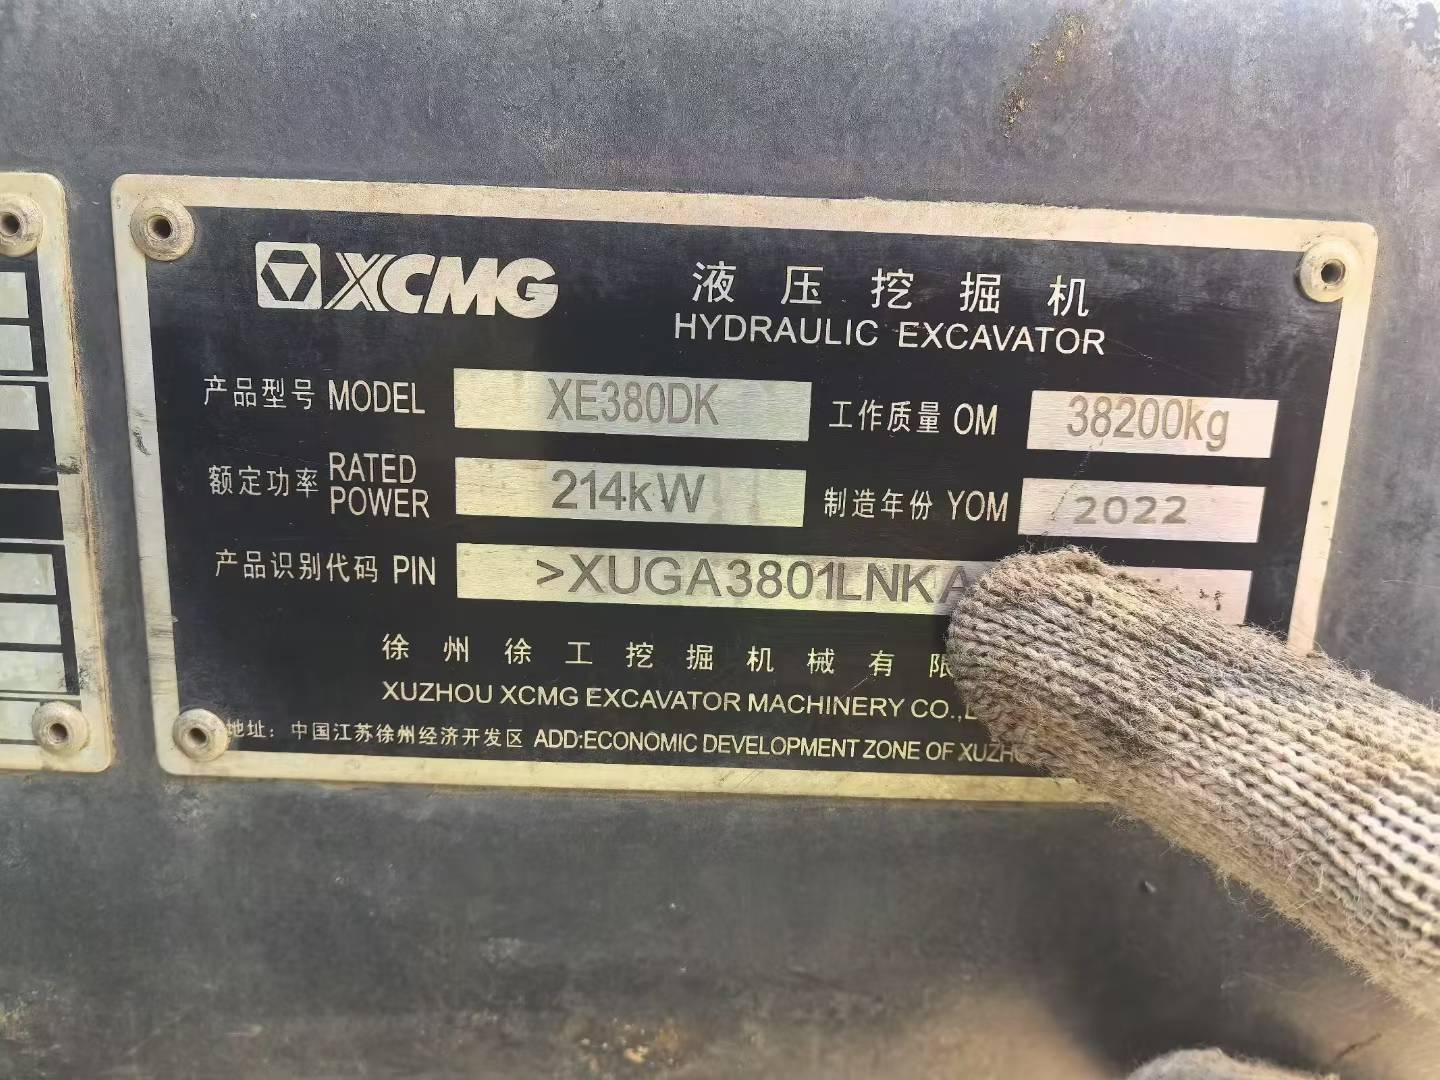 XCMG
液压挖掘机
HYDRAULIC EXCAVATOR
产品型号 MODEL XE380DK 工作质量 OM 38200kg
额定功率 RATED POWER 214kW 制造年份 YOM 2022
产品识别代码 PIN >XUGA3801LNKA
徐州徐工挖掘机械有限
XUZHOU XCMG EXCAVATOR MACHINERY CO.,
地址: 中国江苏徐州经济开发区 ADD:ECONOMIC DEVELOPMENT ZONE OF